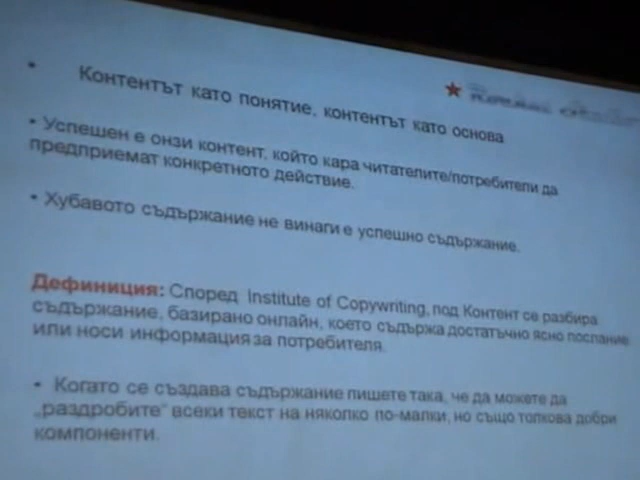 • Контентът като понятие, контентът като основа
• Успешен е онзи контент, който кара читателите/потребители да
предприемат конкретното действие.
• Хубавото съдържание не винаги е успешно съдържание.
Дефиниция: Според Institute of Copywriting, под Контент се разбира
съдържание, базирано онлайн, което съдържа достатъчно ясно послание
или носи информация за потребителя.
• Когато се създава съдържание пишете така, че да можете да
„раздробите“ всеки текст на няколко по-малки, но също толкова добри
компоненти.